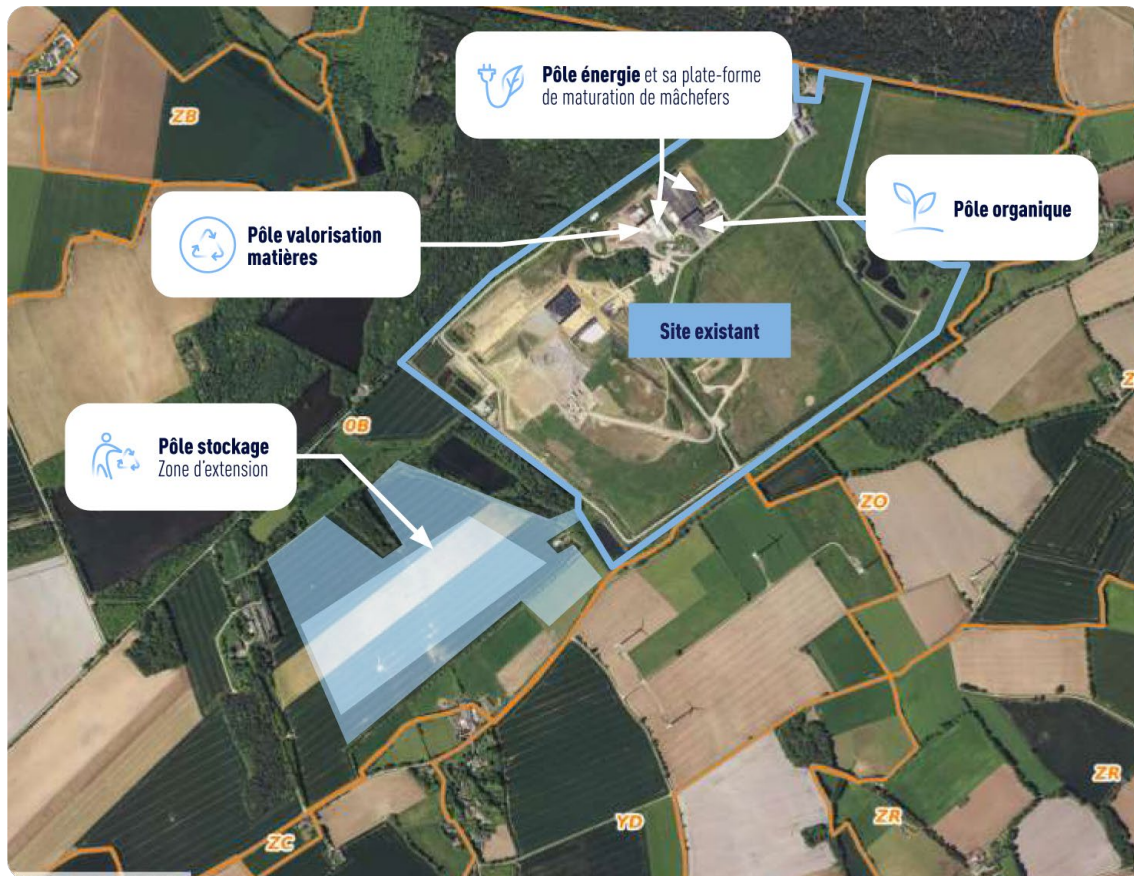 Pôle énergie et sa plate-forme
de maturation de mâchefers
ZB
Pôle organique
Pôle valorisation
matières
Site existant
Z
OB
Pôle stockage
Zone d'extension
ZO
ZR
ZR
YD
ZC